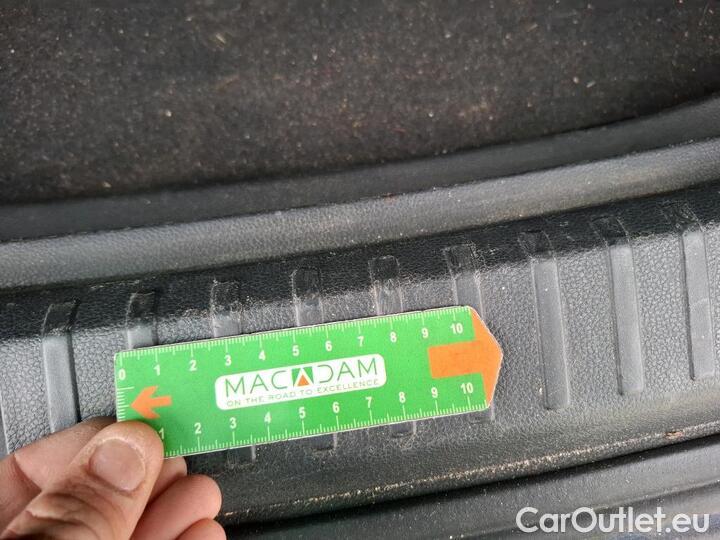 0 1 2 3 4 5 6 7 8 9 10
MACADAM
ON THE ROAD TO EXCELLENCE
1 2 3 4 5 6 7 8 9 10
CarOutlet.eu